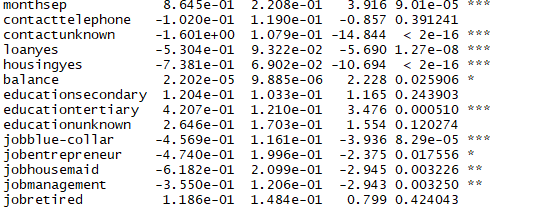 monthsep 8.645e-01 2.208e-01 3.916 9.01e-05 ***
contacttelephone -1.020e-01 1.190e-01 -0.857 0.391241
contactunknown -1.601e+00 1.079e-01 -14.844 < 2e-16 ***
loanyes -5.304e-01 9.322e-02 -5.690 1.27e-08 ***
housingyes -7.381e-01 6.902e-02 -10.694 < 2e-16 ***
balance 2.202e-05 9.885e-06 2.228 0.025906 *
educationsecondary 1.204e-01 1.033e-01 1.165 0.243903
educationtertiary 4.207e-01 1.210e-01 3.476 0.000510 ***
educationunknown 2.646e-01 1.703e-01 1.554 0.120274
jobblue-collar -4.569e-01 1.161e-01 -3.936 8.29e-05 ***
jobentrepreneur -4.740e-01 1.996e-01 -2.375 0.017556 *
jobhousemaid -6.182e-01 2.099e-01 -2.945 0.003226 **
jobmanagement -3.550e-01 1.206e-01 -2.943 0.003250 **
jobretired 1.186e-01 1.484e-01 0.799 0.424043